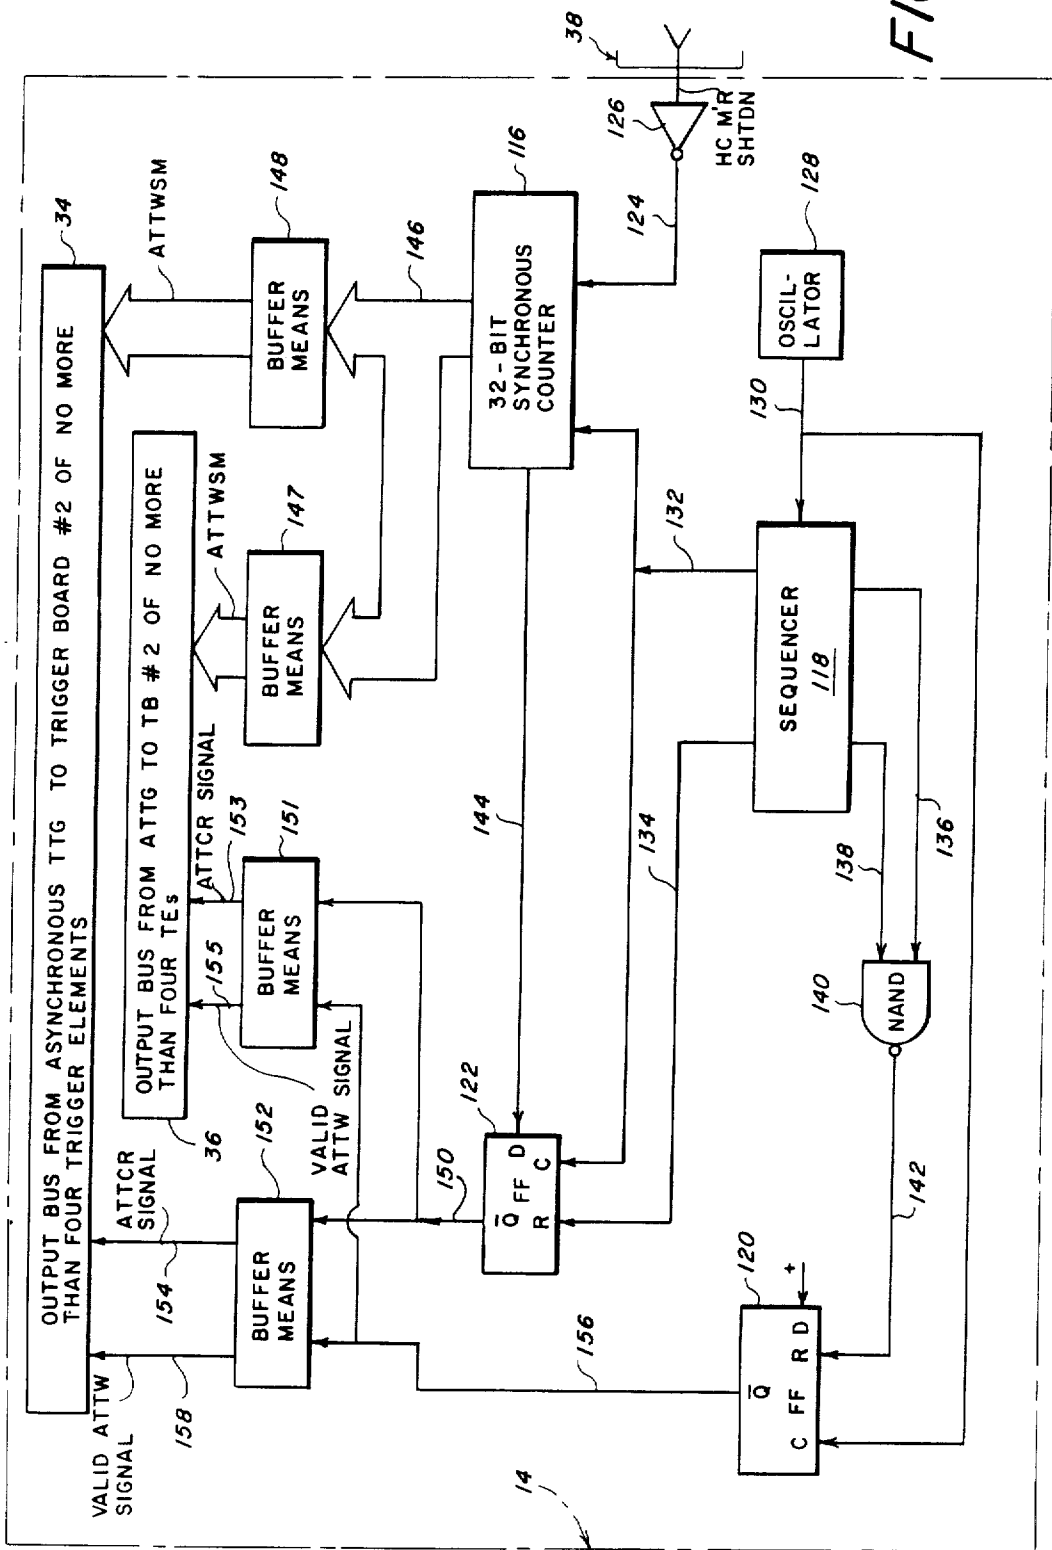 FIG
OUTPUT BUS FROM ASYNCHRONOUS TTG TO TRIGGER BOARD #2 OF NO MORE
THAN FOUR TRIGGER ELEMENTS
34
OUTPUT BUS FROM ATTG TO TB #2 OF NO MORE
THAN FOUR TEs
36
VALID ATTW
SIGNAL
158
154
ATTCR
SIGNAL
ATTCR SIGNAL
153
155
VALID
ATTW SIGNAL
ATTWSM
ATTWSM
BUFFER
MEANS
152
BUFFER
MEANS
151
BUFFER
MEANS
147
BUFFER
MEANS
148
146
150
Q
FF
D
R
C
122
144
32-BIT
SYNCHRONOUS
COUNTER
116
124
126
38
HC M'R
SHTDN
134
132
SEQUENCER
118
130
OSCIL-
LATOR
128
138
136
NAND
140
142
156
Q
C FF R D
+
120
14